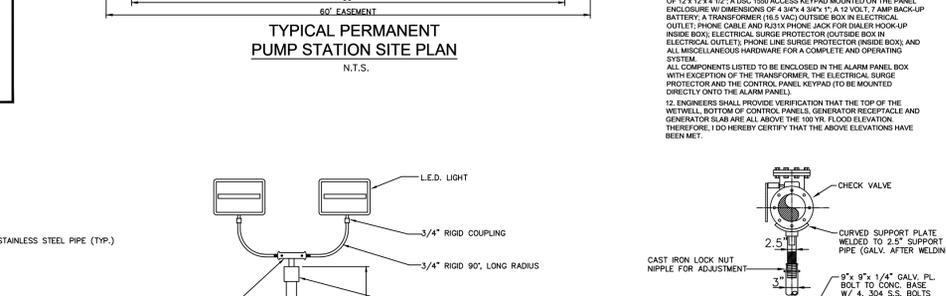 60' EASEMENT
TYPICAL PERMANENT
PUMP STATION SITE PLAN
N.T.S.
OF 12"x 12"x 4 1/2"; A DSC 1550 ACCESS KEYPAD MOUNTED ON THE PANEL
ENCLOSURE W/ DIMENSIONS OF 4 3/4"x 4 3/4"x 1"; A 12 VOLT, 7 AMP BACK-UP
BATTERY; A TRANSFORMER (16.5 VAC) OUTSIDE BOX IN ELECTRICAL
OUTLET; PHONE CABLE AND RJ31X PHONE JACK FOR DIALER HOOK-UP
INSIDE BOX); ELECTRICAL SURGE PROTECTOR (OUTSIDE BOX IN
ELECTRICAL OUTLET); PHONE LINE SURGE PROTECTOR (INSIDE BOX); AND
ALL MISCELLANEOUS HARDWARE FOR A COMPLETE AND OPERATING
SYSTEM.
ALL COMPONENTS LISTED TO BE ENCLOSED IN THE ALARM PANEL BOX
WITH EXCEPTION OF THE TRANSFORMER, THE ELECTRICAL SURGE
PROTECTOR AND THE CONTROL PANEL KEYPAD (TO BE MOUNTED
DIRECTLY ONTO THE ALARM PANEL).
12. ENGINEERS SHALL PROVIDE VERIFICATION THAT THE TOP OF THE
WETWELL, BOTTOM OF CONTROL PANELS, GENERATOR RECEPTACLE AND
GENERATOR SLAB ARE ALL ABOVE THE 100 YR. FLOOD ELEVATION.
THEREFORE, I DO HEREBY CERTIFY THAT THE ABOVE ELEVATIONS HAVE
BEEN MET.
L.E.D. LIGHT
3/4" RIGID COUPLING
3/4" RIGID 90°, LONG RADIUS
STAINLESS STEEL PIPE (TYP.)
CHECK VALVE
CURVED SUPPORT PLATE
WELDED TO 2.5" SUPPORT
PIPE (GALV. AFTER WELDIN
2.5"
CAST IRON LOCK NUT
NIPPLE FOR ADJUSTMENT
3"
9"x 9"x 1/4" GALV. PL.
BOLT TO CONC. BASE
W/ 4, 304 S.S. BOLTS